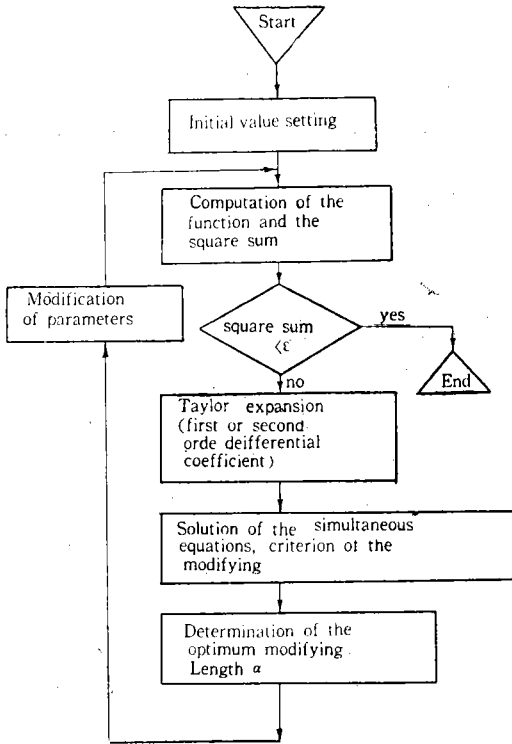 Start
Initial value setting
Computation of the
function and the
square sum
Modification
of parameters
square sum
<ε
yes
End
no
Taylor expansion
(first or second
orde deifferential
coefficient)
Solution of the simultaneous
equations, criterion of the
modifying
Determination of the
optimum modifying
Length α